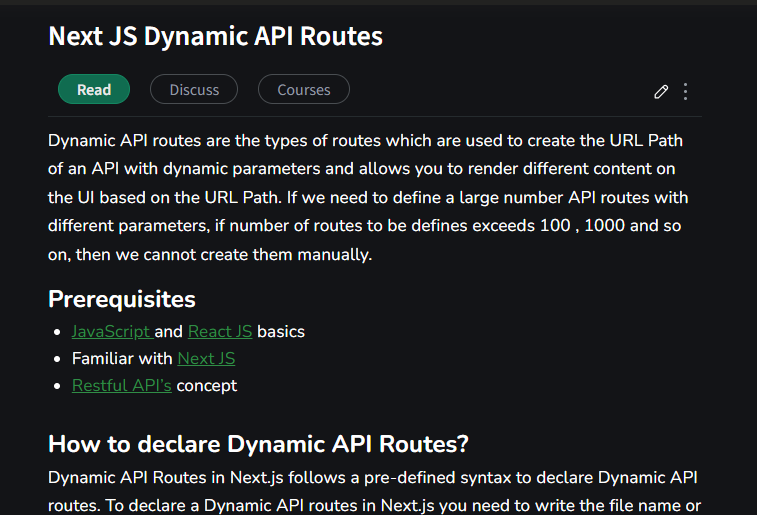 Next JS Dynamic API Routes
Read Discuss Courses
Dynamic API routes are the types of routes which are used to create the URL Path
of an API with dynamic parameters and allows you to render different content on
the UI based on the URL Path. If we need to define a large number API routes with
different parameters, if number of routes to be defines exceeds 100 , 1000 and so
on, then we cannot create them manually.
Prerequisites
• JavaScript and React JS basics
• Familiar with Next JS
• Restful API's concept
How to declare Dynamic API Routes?
Dynamic API Routes in Next.js follows a pre-defined syntax to declare Dynamic API
routes. To declare a Dynamic API routes in Next.js you need to write the file name or